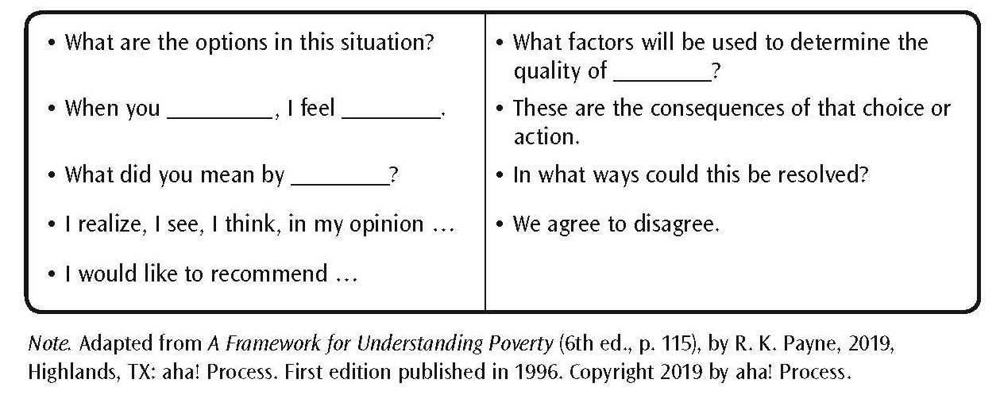 • What are the options in this situation?
• When you _________, I feel _________.
• What did you mean by _________?
• I realize, I see, I think, in my opinion …
• I would like to recommend …
• What factors will be used to determine the
quality of _________?
• These are the consequences of that choice or
action.
• In what ways could this be resolved?
• We agree to disagree.
Note. Adapted from A Framework for Understanding Poverty (6th ed., p. 115), by R. K. Payne, 2019,
Highlands, TX: aha! Process. First edition published in 1996. Copyright 2019 by aha! Process.